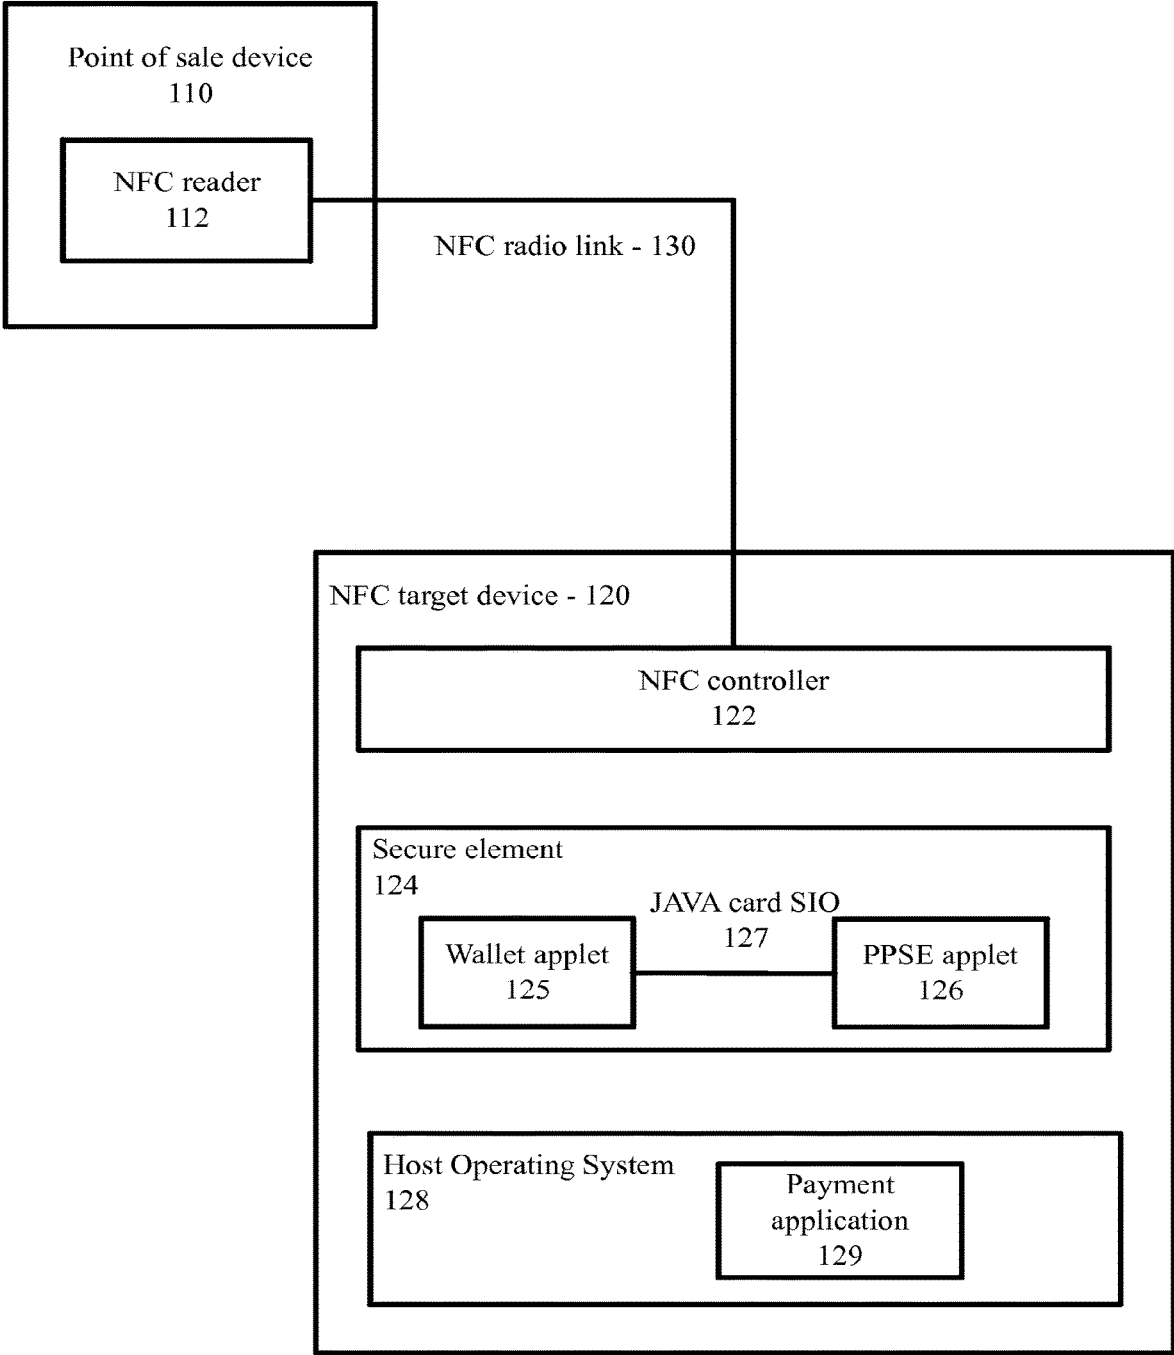 Point of sale device
110
NFC reader
112
NFC radio link - 130
NFC target device - 120
NFC controller
122
Secure element
124
JAVA card SIO
127
Wallet applet
125
PPSE applet
126
Host Operating System
128
Payment
application
129